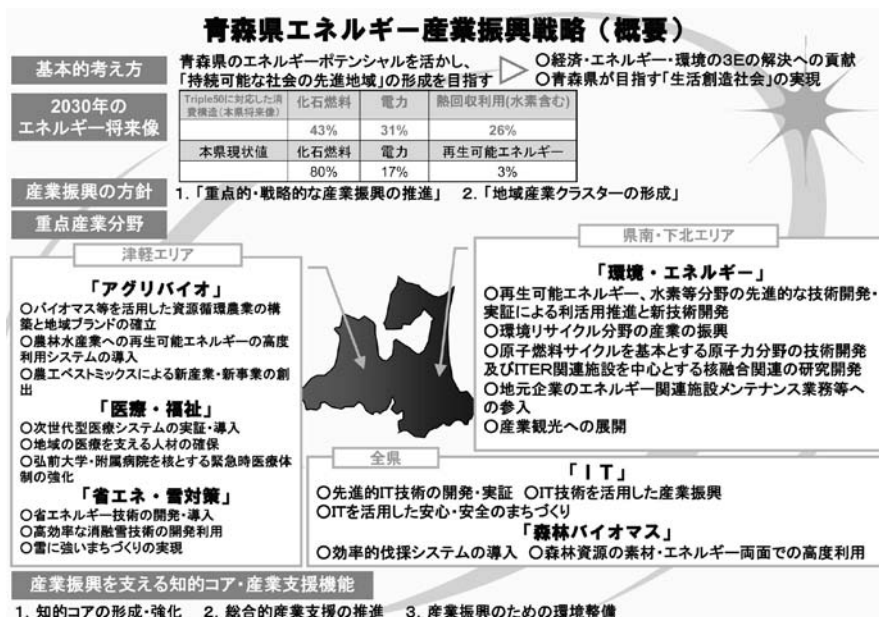 青森県エネルギー産業振興戦略（概要）
基本的考え方
青森県のエネルギーポテンシャルを活かし、
「持続可能な社会の先進地域」の形成を目指す
○経済・エネルギー・環境の3Eの解決への貢献
○青森県が目指す「生活創造社会」の実現
2030年の
エネルギー将来像
Triple50に対応した消費構造(本県将来像) 化石燃料 電力 熱回収利用(水素含む)
43% 31% 26%
本県現状値 化石燃料 電力 再生可能エネルギー
80% 17% 3%
産業振興の方針
1.「重点的・戦略的な産業振興の推進」 2.「地域産業クラスターの形成」
重点産業分野
津軽エリア
「アグリバイオ」
○バイオマス等を活用した資源循環農業の構
築と地域ブランドの確立
○農林水産業への再生可能エネルギーの高度
利用システムの導入
○農工ベストミックスによる新産業・新事業の創
出
「医療・福祉」
○次世代型医療システムの実証・導入
○地域の医療を支える人材の確保
○弘前大学・附属病院を核とする緊急時医療体
制の強化
「省エネ・雪対策」
○省エネルギー技術の開発・導入
○高効率な消融雪技術の開発利用
○雪に強いまちづくりの実現
県南・下北エリア
「環境・エネルギー」
○再生可能エネルギー、水素等分野の先進的な技術開発・
実証による利活用推進と新技術開発
○環境リサイクル分野の産業の振興
○原子燃料サイクルを基本とする原子力分野の技術開発
及びITER関連施設を中心とする核融合関連の研究開発
○地元企業のエネルギー関連施設メンテナンス業務等へ
の参入
○産業観光への展開
全県
「IT」
○先進的IT技術の開発・実証 ○IT技術を活用した産業振興
○ITを活用した安心・安全のまちづくり
「森林バイオマス」
○効率的伐採システムの導入 ○森林資源の素材・エネルギー両面での高度利用
産業振興を支える知的コア・産業支援機能
1. 知的コアの形成・強化 2. 総合的産業支援の推進 3. 産業振興のための環境整備